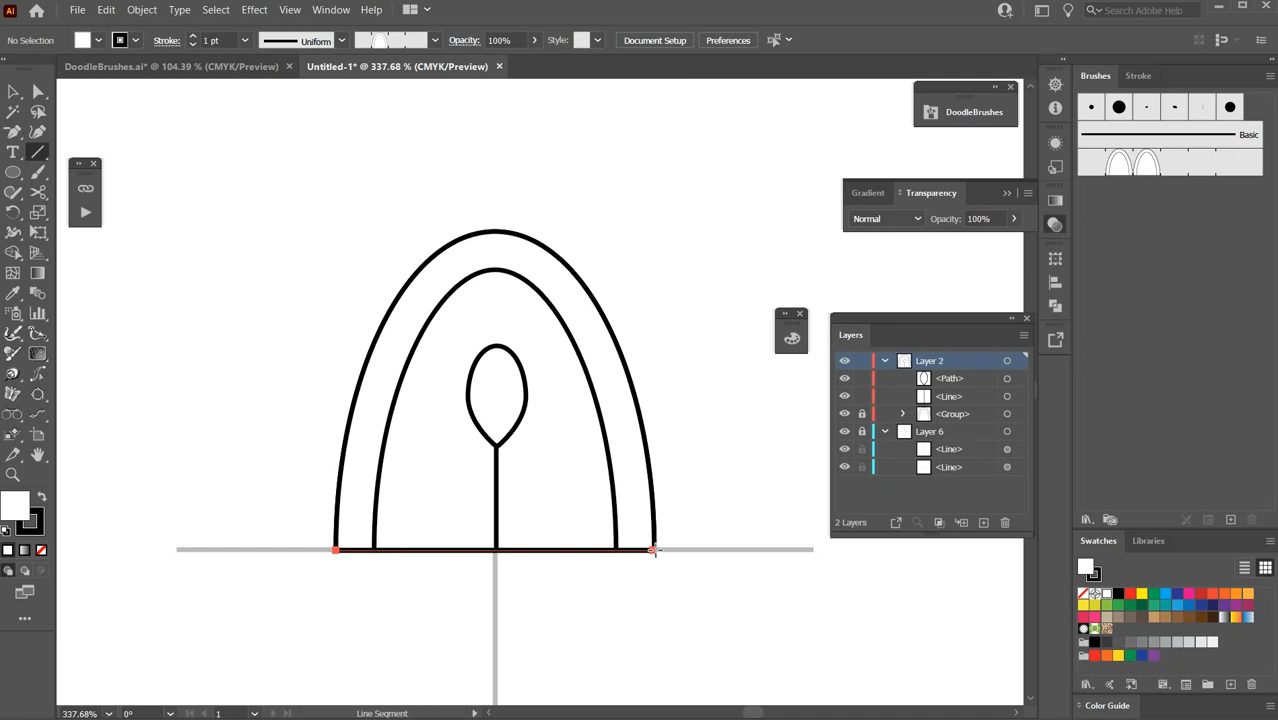 Ai File Edit Object Type Select Effect View Window Help Search Adobe Help
No Selection Stroke: 1 pt Uniform Opacity: 100% Style: Document Setup Preferences
DoodleBrushes.ai* @ 104.39 % (CMYK/Preview) Untitled-1* @ 337.68 % (CMYK/Preview)
Brushes Stroke
DoodleBrushes
Basic
Gradient Transparency
Normal Opacity: 100%
Layers
Layer 2
<Path>
<Line>
<Group>
Layer 6
<Line>
<Line>
2 Layers
Swatches Libraries
Color Guide
337.68% 0° 1 Line Segment